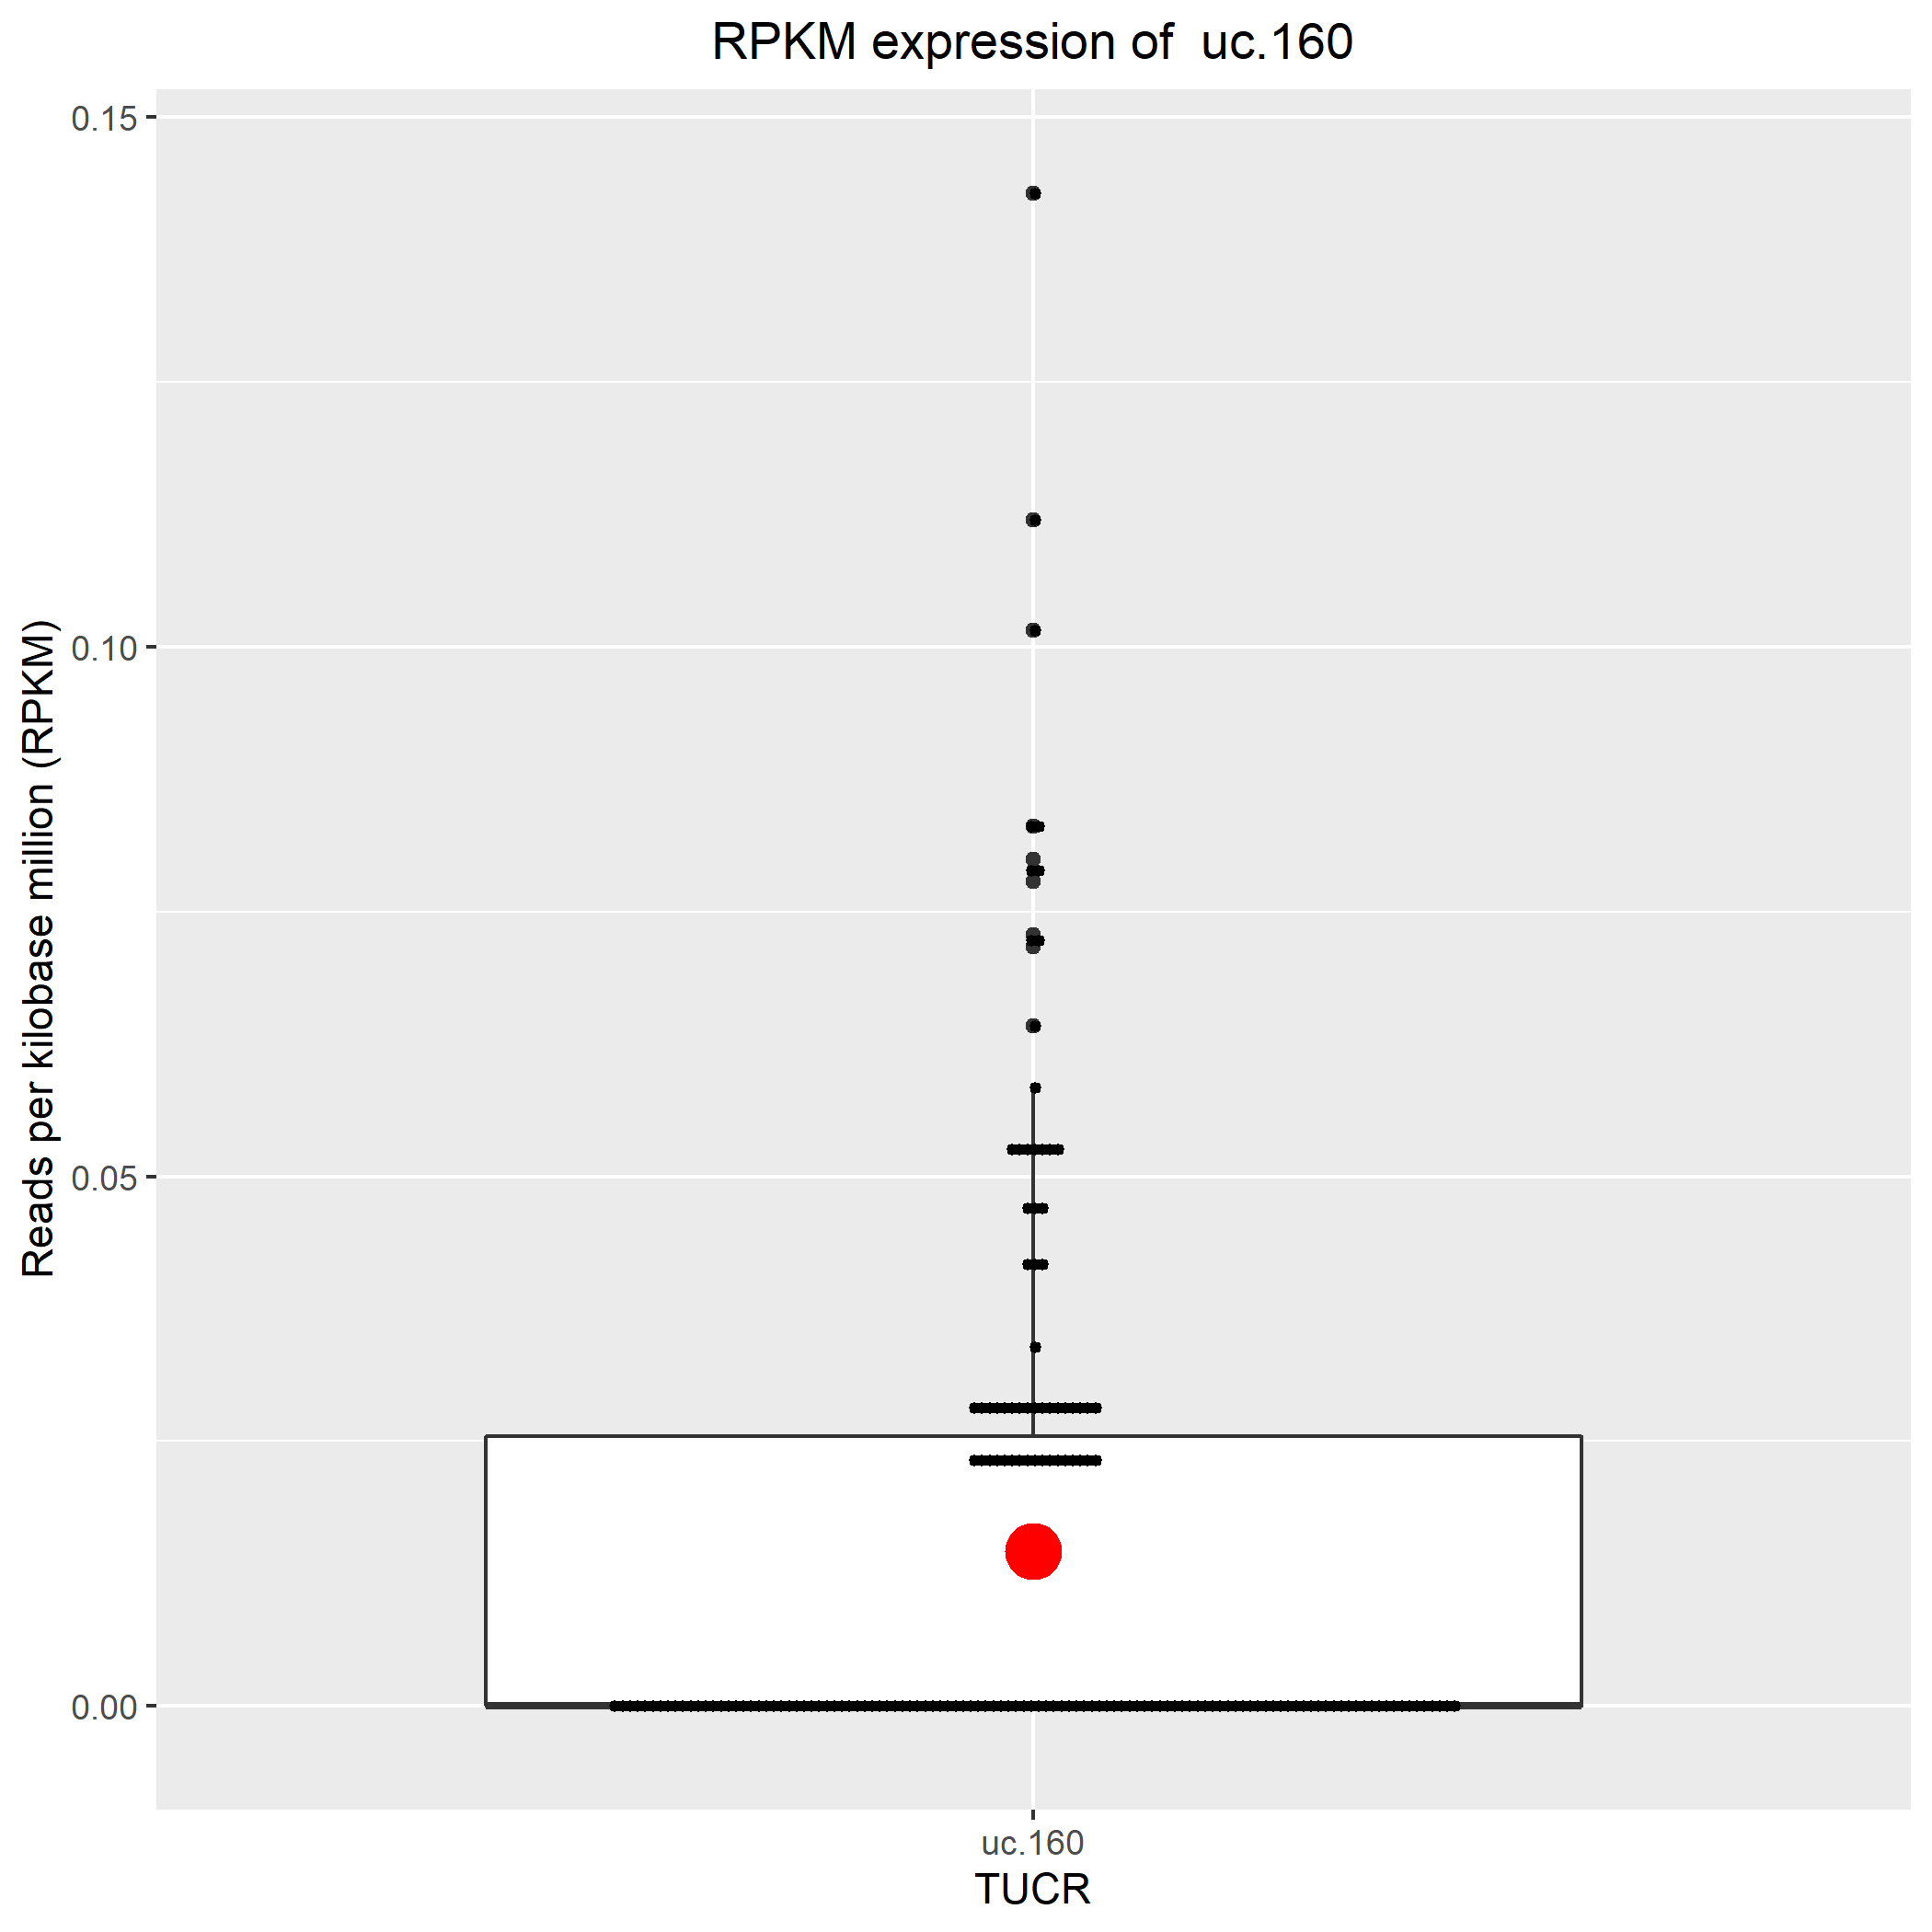 RPKM expression of  uc.160
0.15
0.10
0.05
0.00
Reads per kilobase million (RPKM)
uc.160
TUCR